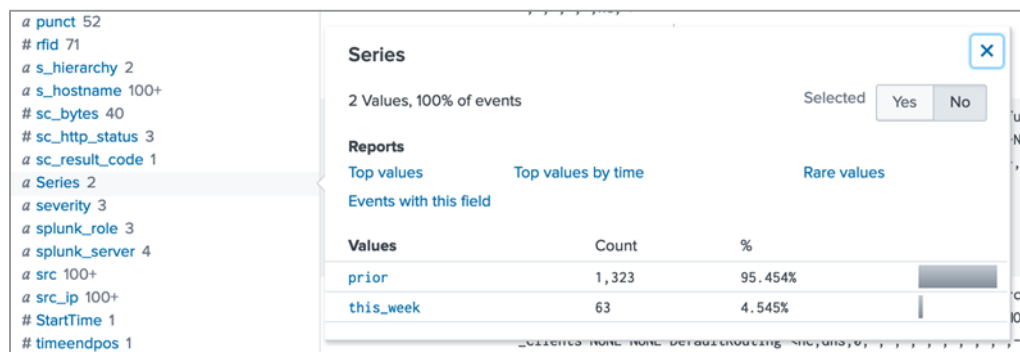 a punct 52
# rfid 71
a s_hierarchy 2
a s_hostname 100+
# sc_bytes 40
# sc_http_status 3
a sc_result_code 1
a Series 2
a severity 3
a splunk_role 3
a splunk_server 4
a src 100+
a src_ip 100+
# StartTime 1
# timeendpos 1
Series
2 Values, 100% of events
Selected Yes No
Reports
Top values Top values by time Rare values
Events with this field
Values Count %
prior 1,323 95.454%
this_week 63 4.545%